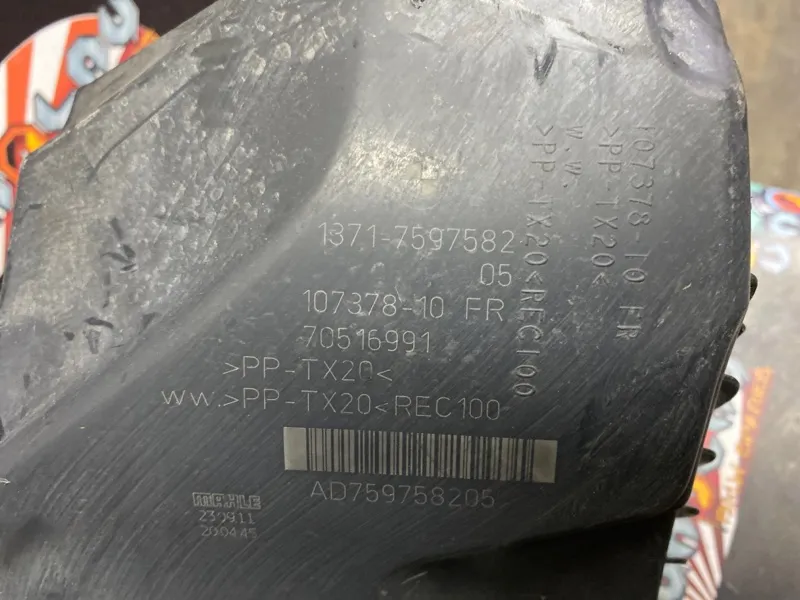 1371-7597582
05
107378-10 FR
70516991
>PP-TX20<
WW.>PP-TX20<REC100
AD759758205
MAHLE
230911
200445
107378-10 FR
>PP-TX20<
W.W.
>PP-TX20<REC100